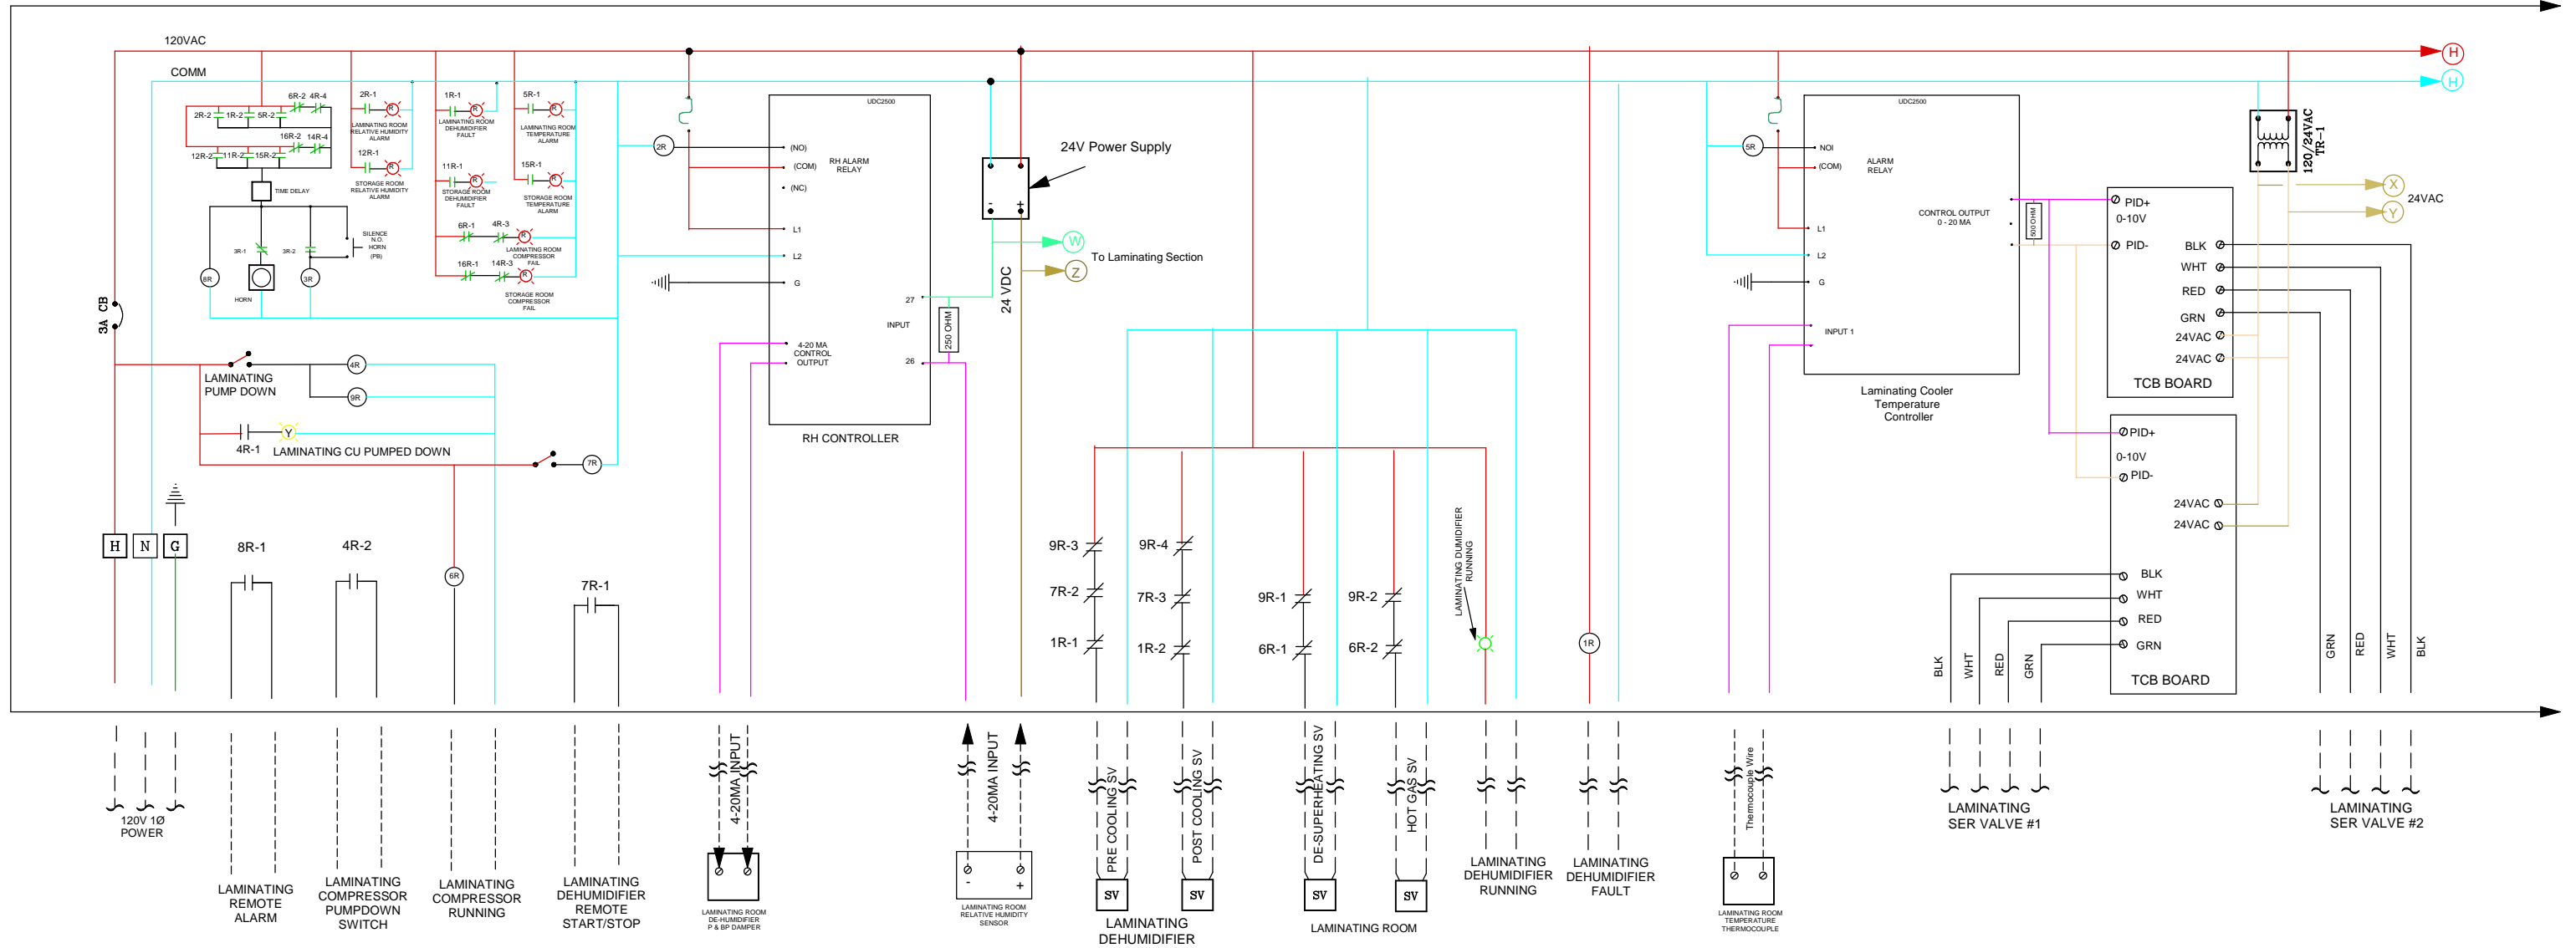 120VAC
COMM
H
H
2R-2
1R-2
5R-2
6R-2
4R-4
16R-2
14R-4
12R-2
11R-2
15R-2
TIME DELAY
3R-1
3R-2
SILENCE
N.O.
HORN
(PB)
8R
HORN
3R
2R-1
R
LAMINATING ROOM
RELATIVE HUMIDITY
ALARM
12R-1
R
STORAGE ROOM
RELATIVE HUMIDITY
ALARM
1R-1
R
LAMINATING ROOM
DEHUMIDIFIER
FAULT
11R-1
R
STORAGE ROOM
DEHUMIDIFIER
FAULT
5R-1
R
LAMINATING ROOM
TEMPERATURE
ALARM
15R-1
R
STORAGE ROOM
TEMPERATURE
ALARM
6R-1
4R-3
R
LAMINATING ROOM
COMPRESSOR
FAIL
16R-1
14R-3
R
STORAGE ROOM
COMPRESSOR
FAIL
3A CB
LAMINATING
PUMP DOWN
4R
9R
4R-1
Y
LAMINATING CU PUMPED DOWN
7R
H
N
G
8R-1
4R-2
6R
7R-1
2R
UDC2500
(NO)
(COM)
(NC)
RH ALARM
RELAY
L1
L2
G
27
INPUT
26
4-20 MA
CONTROL
OUTPUT
RH CONTROLLER
250 OHM
24V Power Supply
-
+
W
To Laminating Section
Z
24 VDC
9R-3
7R-2
1R-1
9R-4
7R-3
1R-2
9R-1
6R-1
9R-2
6R-2
LAMINATING DUMIDIFIER
RUNNING
1R
5R
UDC2500
NOI
(COM)
ALARM
RELAY
CONTROL OUTPUT
0 - 20 MA
L1
L2
G
INPUT 1
Laminating Cooler
Temperature
Controller
500 OHM
PID+
0-10V
PID-
BLK
WHT
RED
GRN
24VAC
24VAC
TCB BOARD
120/24VAC
TR-1
X
24VAC
Y
PID+
0-10V
PID-
24VAC
24VAC
BLK
WHT
RED
GRN
TCB BOARD
BLK
WHT
RED
GRN
GRN
RED
WHT
BLK
120V 1Ø
POWER
LAMINATING
REMOTE
ALARM
LAMINATING
COMPRESSOR
PUMPDOWN
SWITCH
LAMINATING
COMPRESSOR
RUNNING
LAMINATING
DEHUMIDIFIER
REMOTE
START/STOP
4-20MA INPUT
LAMINATING ROOM
DE-HUMIDIFIER
P & BP DAMPER
4-20MA INPUT
-
+
LAMINATING ROOM
RELATIVE HUMIDITY
SENSOR
PRE COOLING SV
SV
POST COOLING SV
SV
LAMINATING
DEHUMIDIFIER
DE-SUPERHEATING SV
SV
HOT GAS SV
SV
LAMINATING ROOM
LAMINATING
DEHUMIDIFIER
RUNNING
LAMINATING
DEHUMIDIFIER
FAULT
Thermocouple Wire
LAMINATING ROOM
TEMPERATURE
THERMOCOUPLE
LAMINATING
SER VALVE #1
LAMINATING
SER VALVE #2